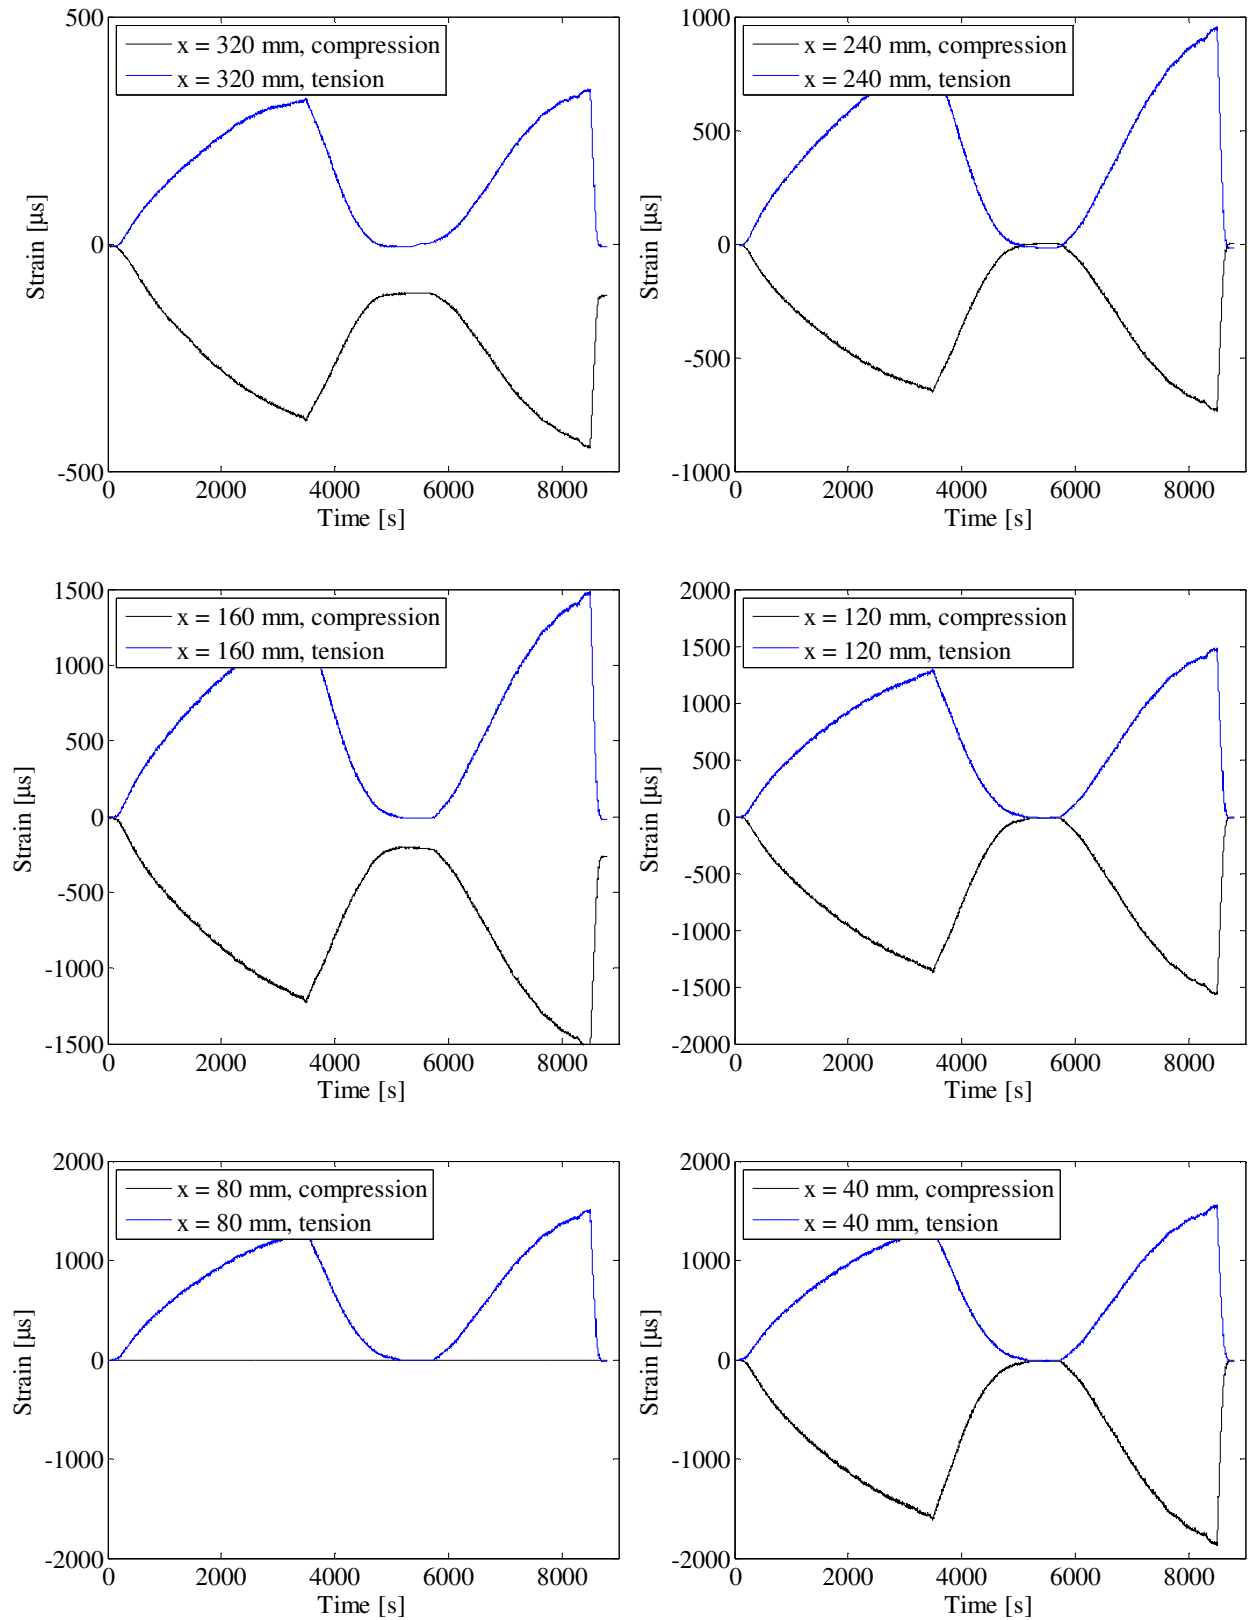 500
x = 320 mm, compression
x = 320 mm, tension
0
-500
Strain [µs]
0 2000 4000 6000 8000
Time [s]
1000
x = 240 mm, compression
x = 240 mm, tension
500
0
-500
-1000
Strain [µs]
0 2000 4000 6000 8000
Time [s]
1500
x = 160 mm, compression
x = 160 mm, tension
1000
500
0
-500
-1000
-1500
Strain [µs]
0 2000 4000 6000 8000
Time [s]
2000
x = 120 mm, compression
x = 120 mm, tension
1500
1000
500
0
-500
-1000
-1500
-2000
Strain [µs]
0 2000 4000 6000 8000
Time [s]
2000
x = 80 mm, compression
x = 80 mm, tension
1000
0
-1000
-2000
Strain [µs]
0 2000 4000 6000 8000
Time [s]
2000
x = 40 mm, compression
x = 40 mm, tension
1000
0
-1000
-2000
Strain [µs]
0 2000 4000 6000 8000
Time [s]